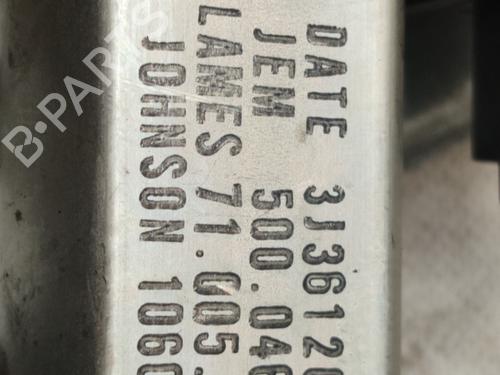 DATE 3J3612
JEM 500.04
LAMES 71.005.
JOHNSON 106
B-PARTS